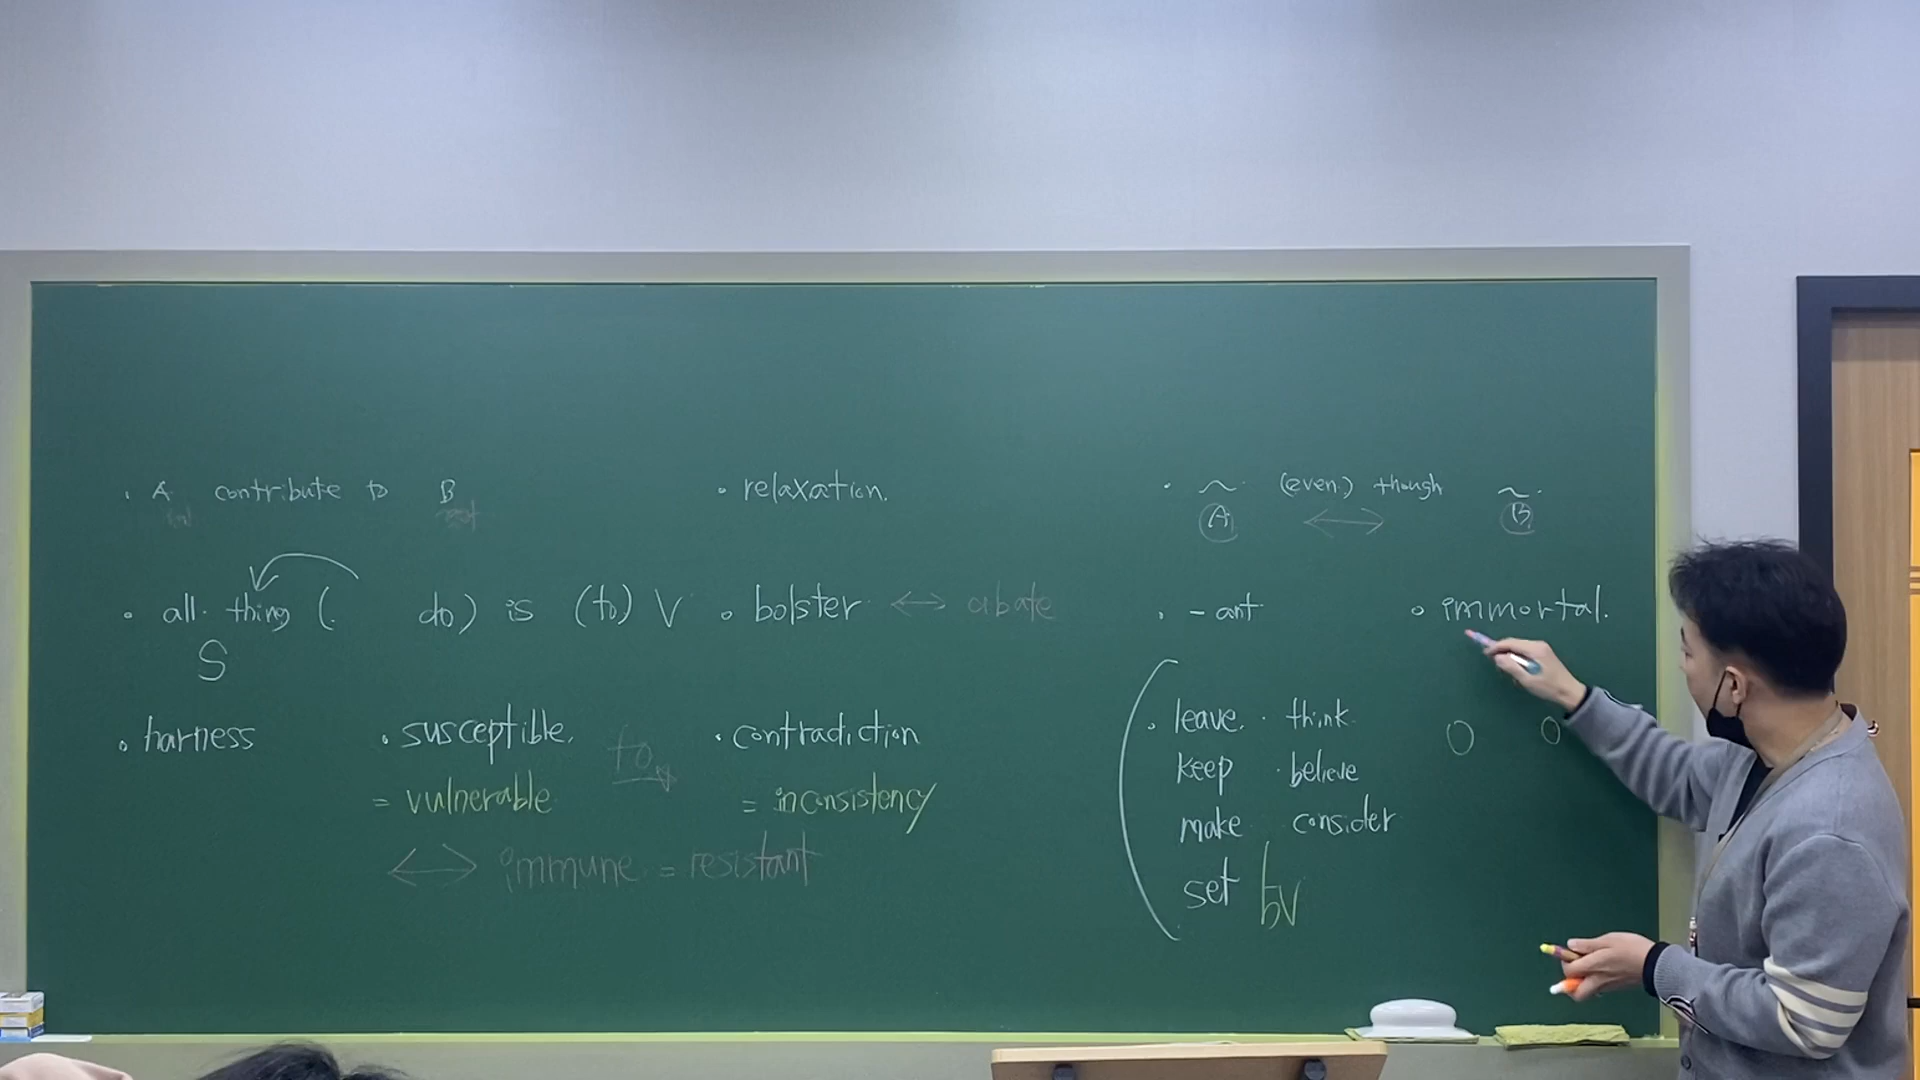 · A contribute to B
· all thing ( do) is (to) V
S
· harness
· susceptible. to
= vulnerable
↔ immune = resistant
· relaxation.
· bolster ↔ abate
· contradiction
= inconsistency
· ~ (even) though ~
A ↔ B
· -ant
· leave. · think
keep · believe
make consider
set
· immortal.
O O